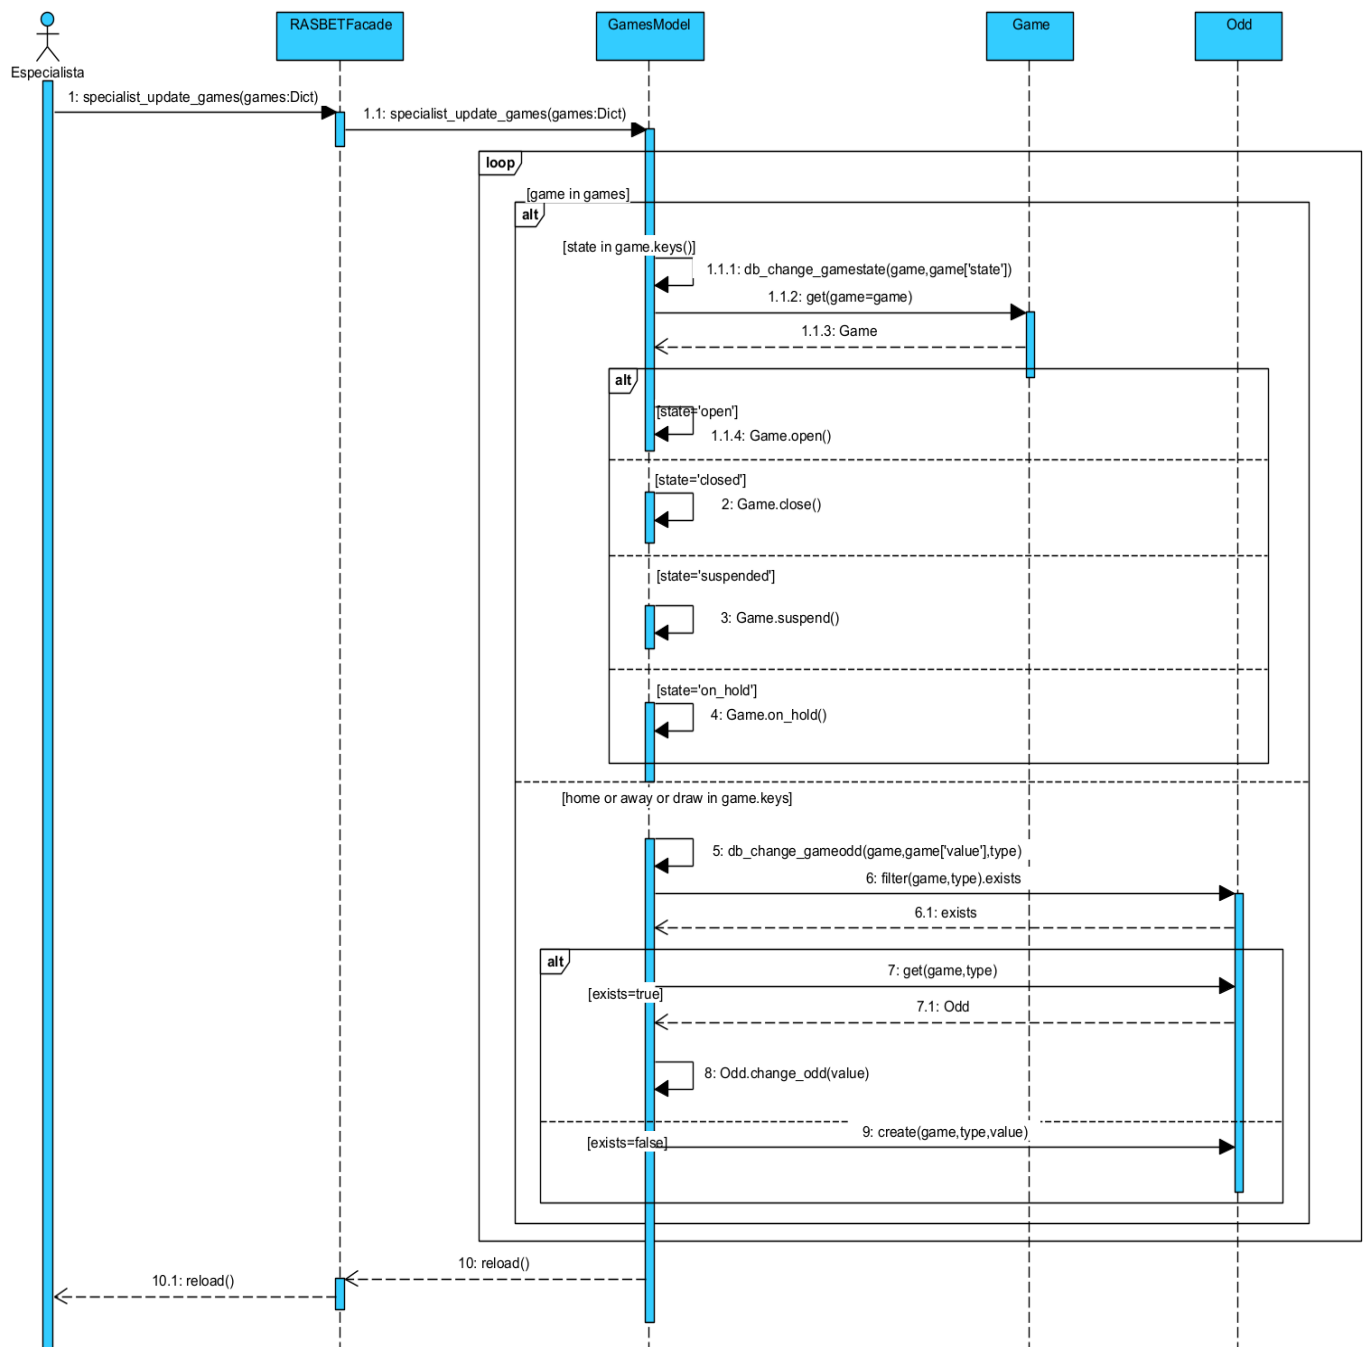 RASBETFacade
GamesModel
Game
Odd
Especialista
1: specialist_update_games(games:Dict)
1.1: specialist_update_games(games:Dict)
loop
[game in games]
alt
[state in game.keys()]
1.1.1: db_change_gamestate(game,game['state'])
1.1.2: get(game=game)
1.1.3: Game
alt
[state='open']
1.1.4: Game.open()
[state='closed']
2: Game.close()
[state='suspended']
3: Game.suspend()
[state='on_hold']
4: Game.on_hold()
[home or away or draw in game.keys]
5: db_change_gameodd(game,game['value'],type)
6: filter(game,type).exists
6.1: exists
alt
7: get(game,type)
[exists=true]
7.1: Odd
8: Odd.change_odd(value)
9: create(game,type,value)
[exists=false]
10: reload()
10.1: reload()